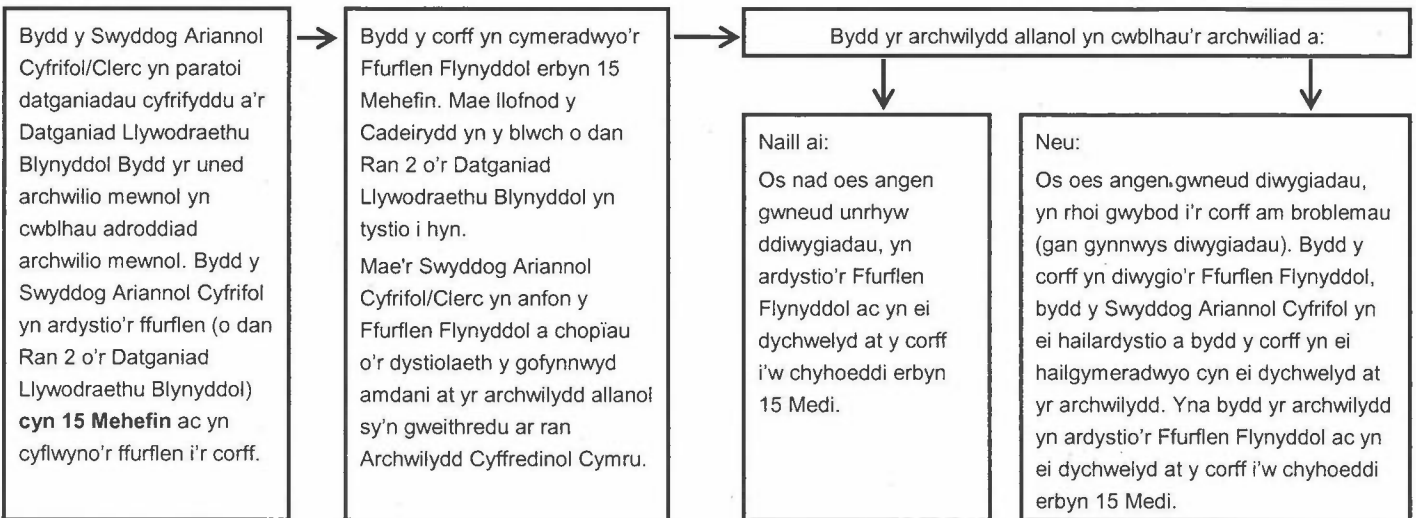 Bydd y Swyddog Ariannol
Cyfrifol/Clerc yn paratoi
datganiadau cyfrifyddu a'r
Datganiad Llywodraethu
Blynyddol Bydd yr uned
archwilio mewnol yn
cwblhau adroddiad
archwilio mewnol. Bydd y
Swyddog Ariannol Cyfrifol
yn ardystio'r ffurflen (o dan
Ran 2 o'r Datganiad
Llywodraethu Blynyddol)
cyn 15 Mehefin ac yn
cyflwyno'r ffurflen i'r corff.
Bydd y corff yn cymeradwyo'r
Ffurflen Flynyddol erbyn 15
Mehefin. Mae llofnod y
Cadeirydd yn y blwch o dan
Ran 2 o'r Datganiad
Llywodraethu Blynyddol yn
tystio i hyn.
Mae'r Swyddog Ariannol
Cyfrifol/Clerc yn anfon y
Ffurflen Flynyddol a chopïau
o'r dystiolaeth y gofynnwyd
amdani at yr archwilydd allanol
sy'n gweithredu ar ran
Archwilydd Cyffredinol Cymru.
Bydd yr archwilydd allanol yn cwblhau'r archwiliad a:
Naill ai:
Os nad oes angen
gwneud unrhyw
ddiwygiadau, yn
ardystio'r Ffurflen
Flynyddol ac yn ei
dychwelyd at y corff
i'w chyhoeddi erbyn
15 Medi.
Neu:
Os oes angen gwneud diwygiadau,
yn rhoi gwybod i'r corff am broblemau
(gan gynnwys diwygiadau). Bydd y
corff yn diwygio'r Ffurflen Flynyddol,
bydd y Swyddog Ariannol Cyfrifol yn
ei hailardystio a bydd y corff yn ei
hailgymeradwyo cyn ei dychwelyd at
yr archwilydd. Yna bydd yr archwilydd
yn ardystio'r Ffurflen Flynyddol ac yn
ei dychwelyd at y corff i'w chyhoeddi
erbyn 15 Medi.